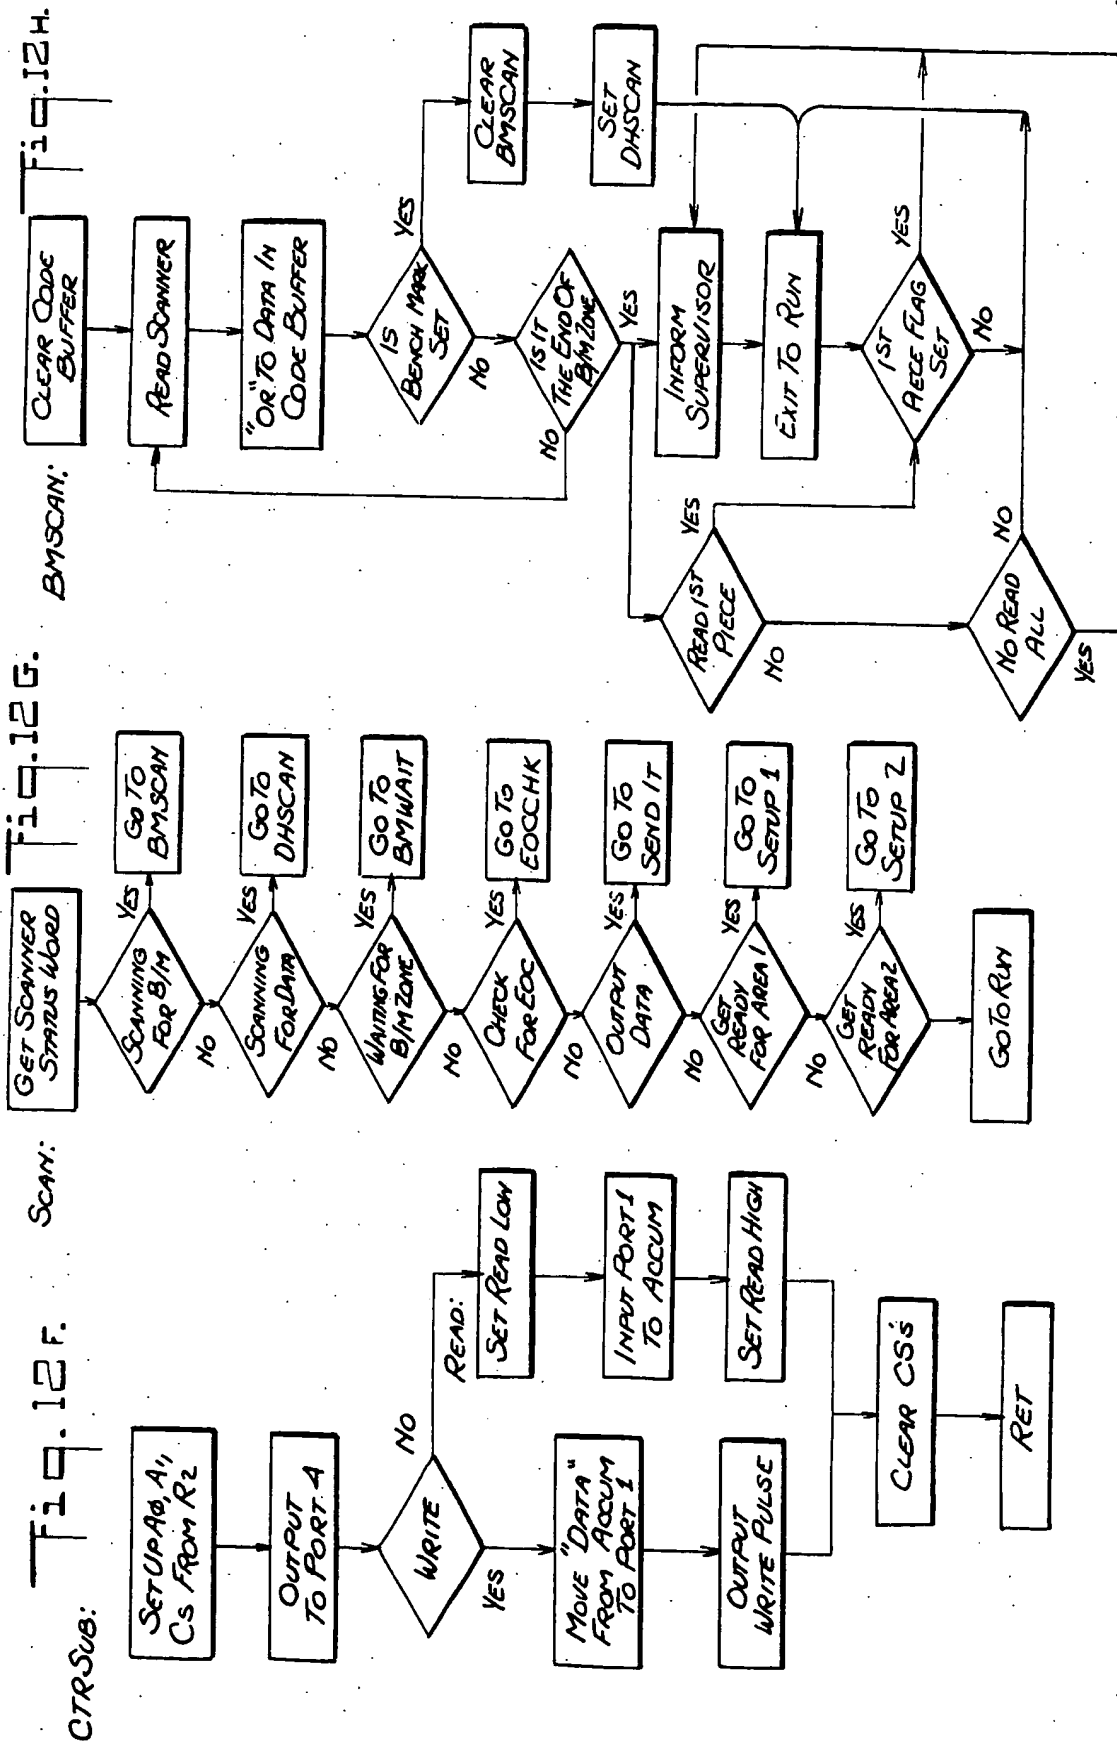 Fig. 12F.
CTRSUB:
SET UP AØ, A1,
CS FROM R2
OUTPUT
TO PORT 4
WRITE
NO
YES
READ:
SET READ LOW
INPUT PORT 1
TO ACCUM
SET READ HIGH
MOVE "DATA"
FROM ACCUM
TO PORT 1
OUTPUT
WRITE PULSE
CLEAR CS'S
RET
Fig. 12G.
SCAN:
GET SCANNER
STATUS WORD
SCANNING
FOR B/M
YES
GO TO
BMSCAN
NO
SCANNING
FOR DATA
YES
GO TO
DHSCAN
NO
WAITING FOR
B/M ZONE
YES
GO TO
BMWAIT
NO
CHECK
FOR EOC
YES
GO TO
EOCCHK
NO
OUTPUT
DATA
YES
GO TO
SEND IT
NO
GET
READY
FOR AREA 1
YES
GO TO
SETUP 1
NO
GET
READY
FOR AREA 2
YES
GO TO
SETUP 2
GO TO RUN
Fig. 12H.
BMSCAN:
CLEAR CODE
BUFFER
READ SCANNER
"OR" TO DATA IN
CODE BUFFER
IS
BENCH MARK
SET
YES
CLEAR
BMSCAN
SET
DHSCAN
NO
IS IT
THE END OF
B/M ZONE
NO
YES
INFORM
SUPERVISOR
EXIT TO RUN
READ 1ST
PIECE
YES
NO
1ST
PIECE FLAG
SET
YES
NO
NO READ
ALL
NO
YES